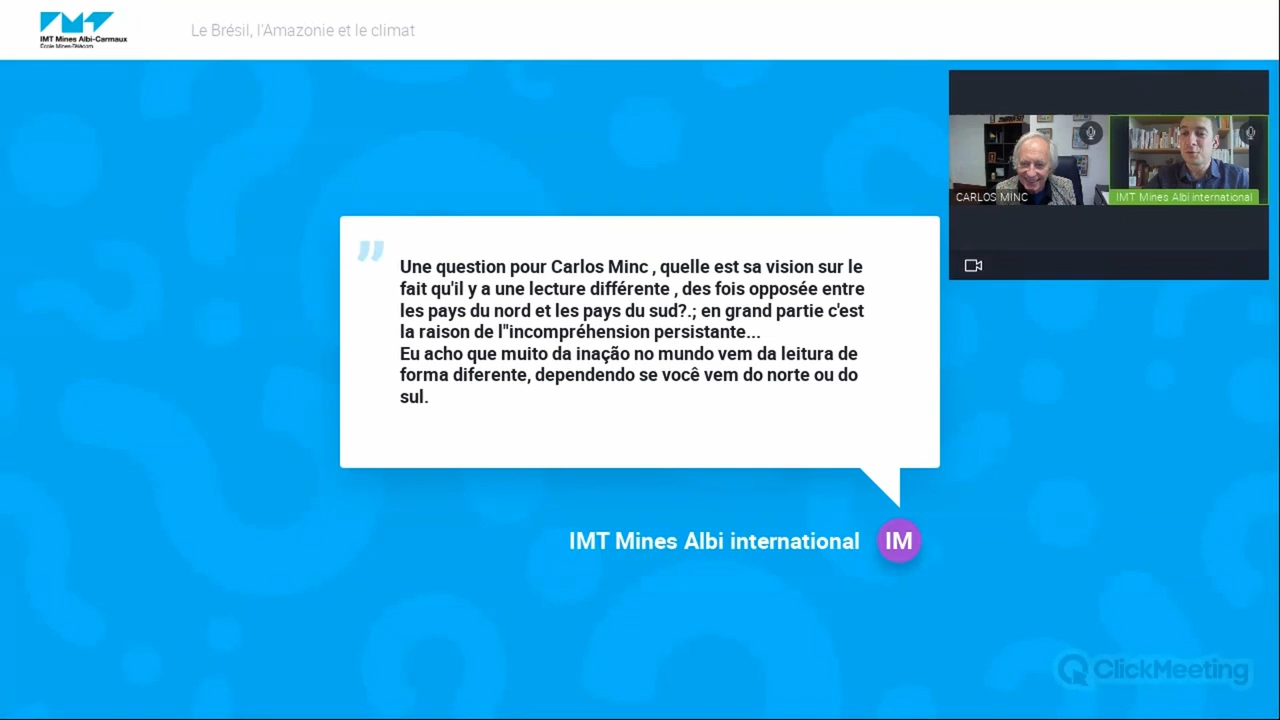 IMT Mines Albi-Carmaux
École Mines-Télécom
Le Brésil, l'Amazonie et le climat
CARLOS MINC
IMT Mines Albi international
Une question pour Carlos Minc , quelle est sa vision sur le
fait qu'il y a une lecture différente , des fois opposée entre
les pays du nord et les pays du sud?.; en grand partie c'est
la raison de l"incompréhension persistante...
Eu acho que muito da inação no mundo vem da leitura de
forma diferente, dependendo se você vem do norte ou do
sul.
IMT Mines Albi international
IM
ClickMeeting